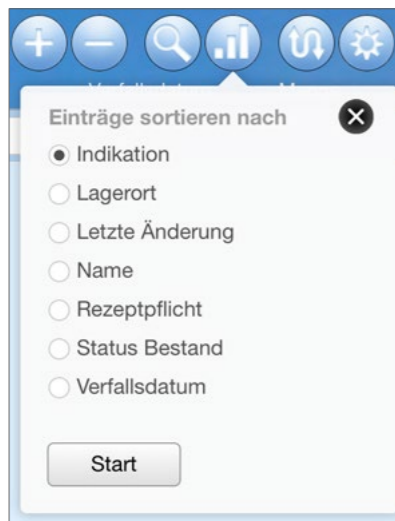 Einträge sortieren nach
Indikation
Lagerort
Letzte Änderung
Name
Rezeptpflicht
Status Bestand
Verfallsdatum
Start